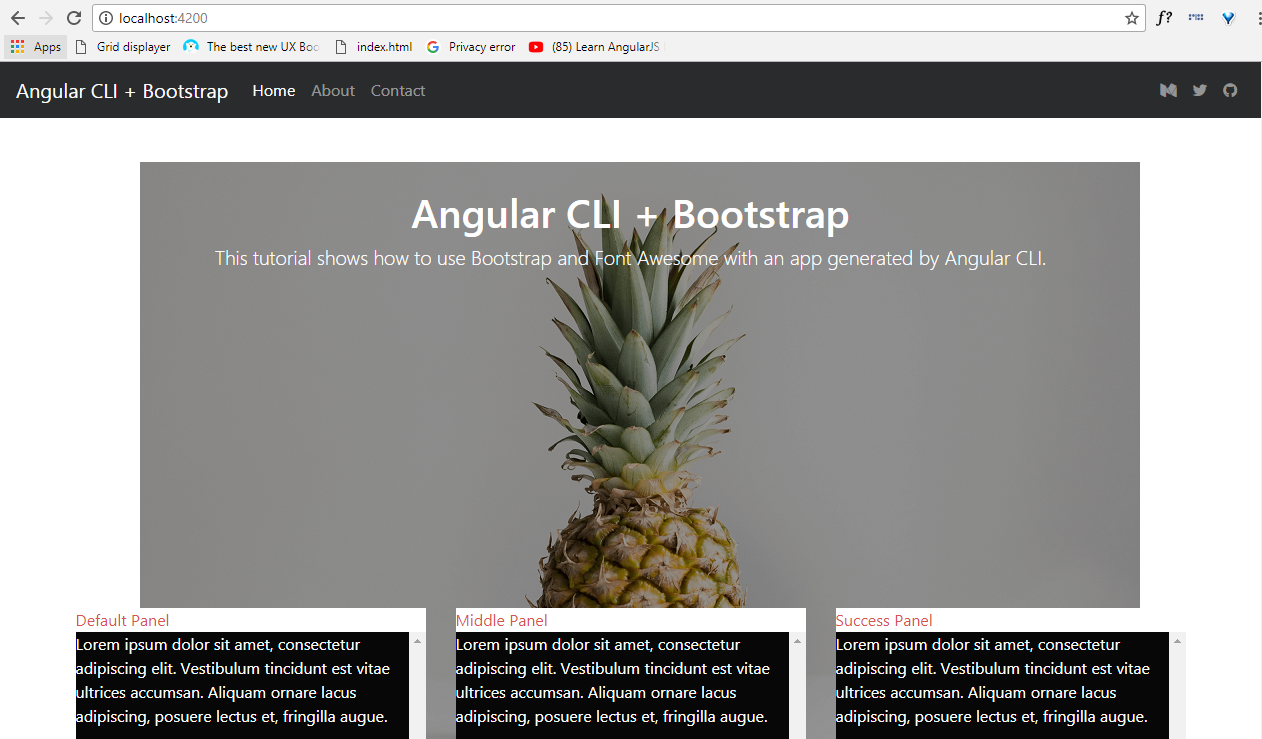 localhost:4200
f?
Apps Grid displayer The best new UX Boo index.html Privacy error (85) Learn AngularJS
Angular CLI + Bootstrap Home About Contact
Angular CLI + Bootstrap
This tutorial shows how to use Bootstrap and Font Awesome with an app generated by Angular CLI.
Default Panel
Lorem ipsum dolor sit amet, consectetur
adipiscing elit. Vestibulum tincidunt est vitae
ultrices accumsan. Aliquam ornare lacus
adipiscing, posuere lectus et, fringilla augue.
Middle Panel
Lorem ipsum dolor sit amet, consectetur
adipiscing elit. Vestibulum tincidunt est vitae
ultrices accumsan. Aliquam ornare lacus
adipiscing, posuere lectus et, fringilla augue.
Success Panel
Lorem ipsum dolor sit amet, consectetur
adipiscing elit. Vestibulum tincidunt est vitae
ultrices accumsan. Aliquam ornare lacus
adipiscing, posuere lectus et, fringilla augue.